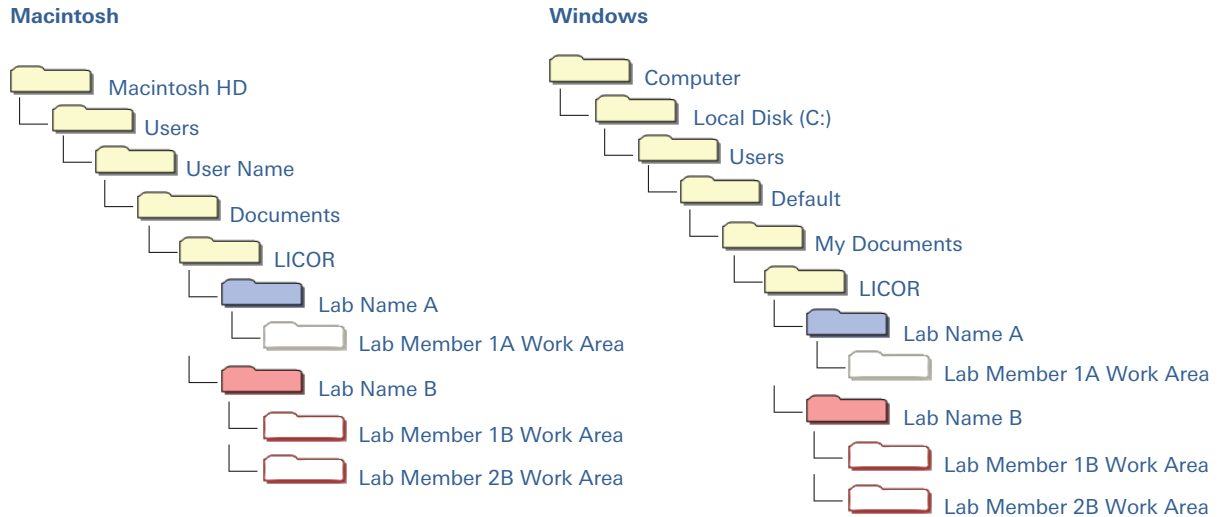 Macintosh
Macintosh HD
Users
User Name
Documents
LICOR
Lab Name A
Lab Member 1A Work Area
Lab Name B
Lab Member 1B Work Area
Lab Member 2B Work Area
Windows
Computer
Local Disk (C:)
Users
Default
My Documents
LICOR
Lab Name A
Lab Member 1A Work Area
Lab Name B
Lab Member 1B Work Area
Lab Member 2B Work Area